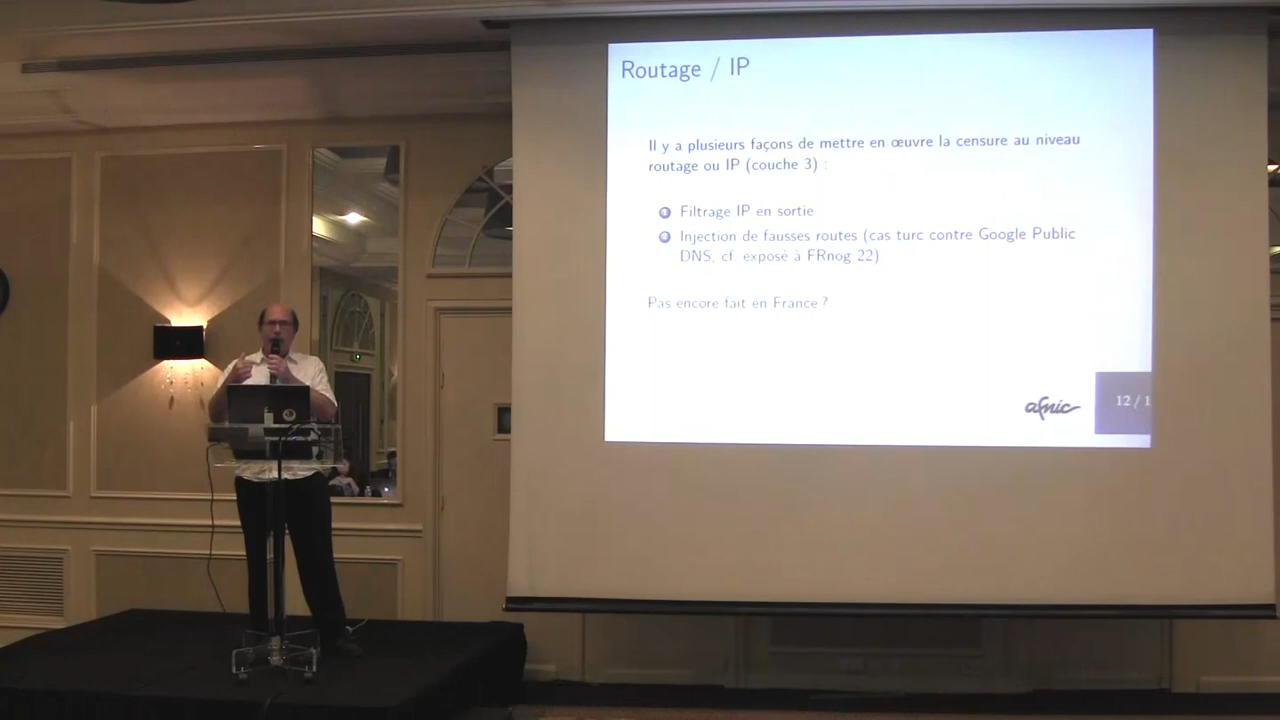 Routage / IP
Il y a plusieurs façons de mettre en œuvre la censure au niveau
routage ou IP (couche 3) :
1 Filtrage IP en sortie
2 Injection de fausses routes (cas turc contre Google Public
DNS, cf. exposé à FRnog 22)
Pas encore fait en France ?
afnic
12 / 1